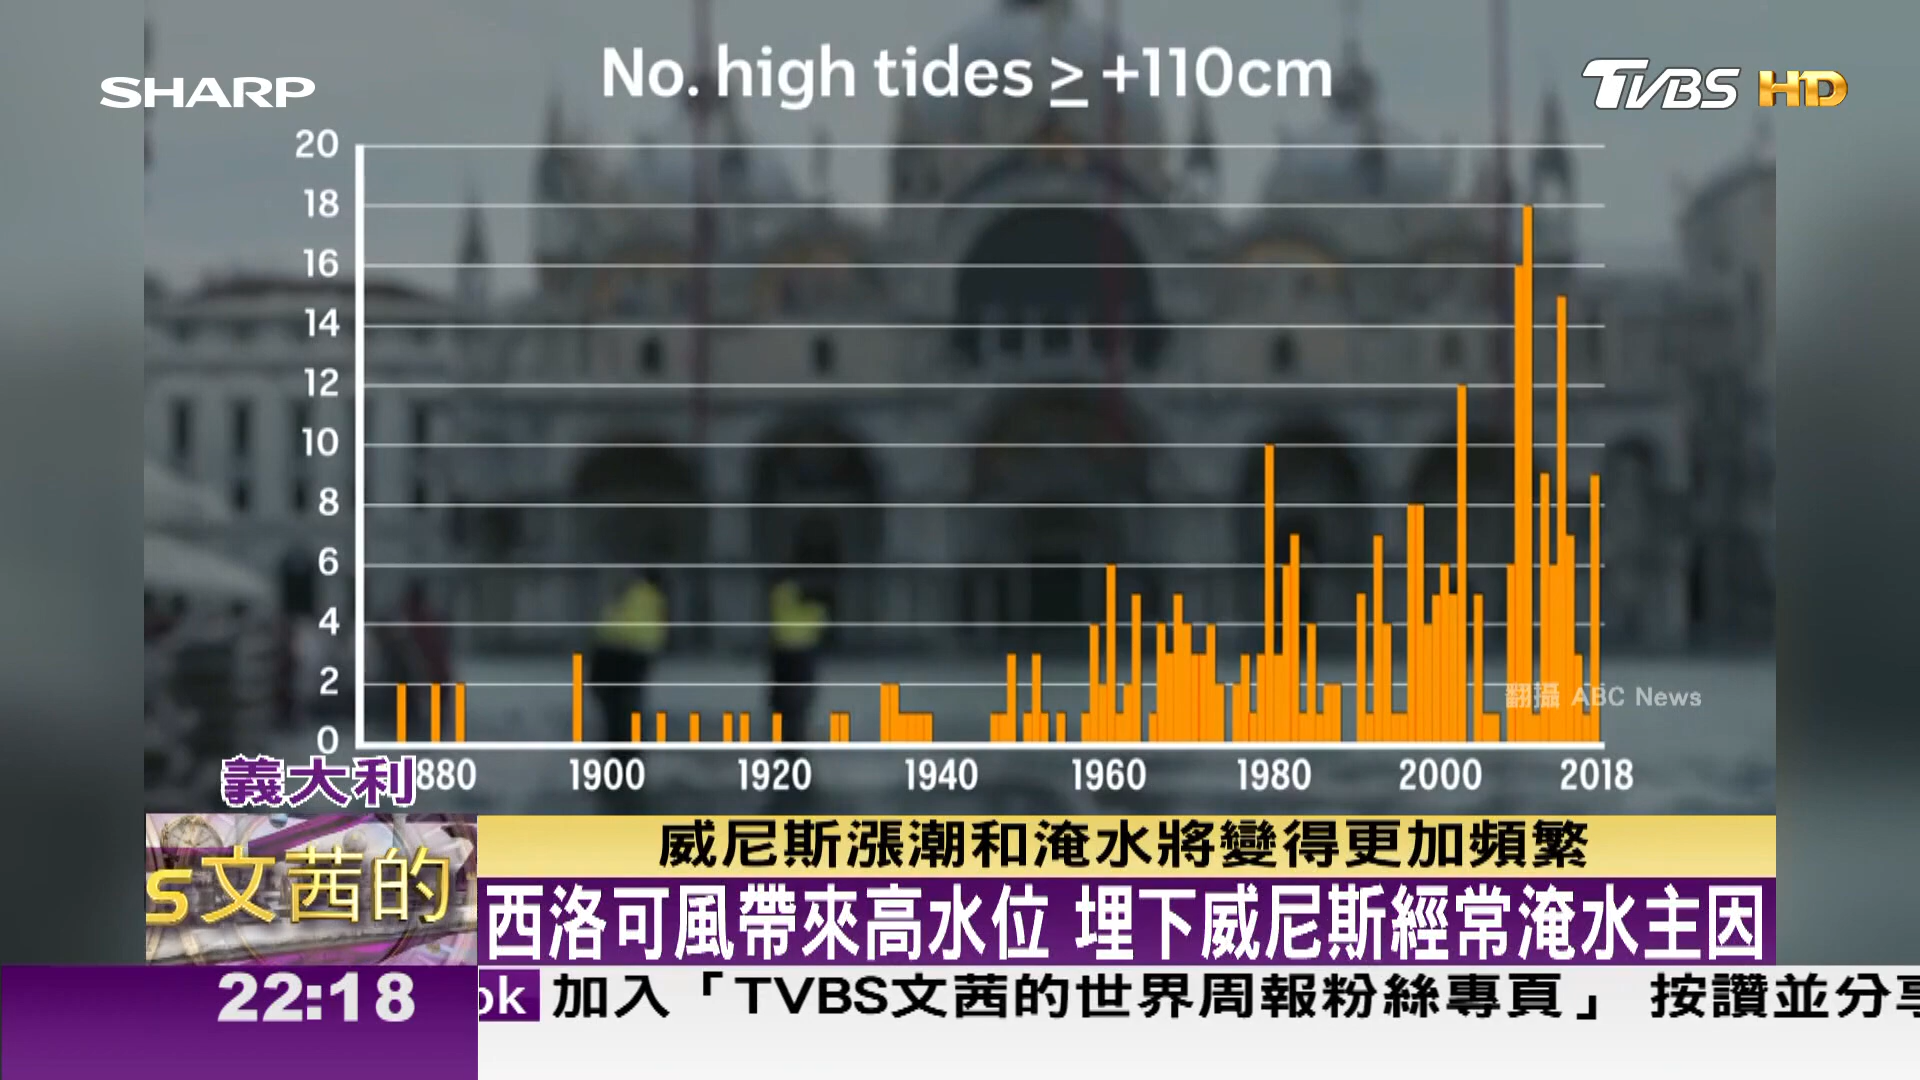 No. high tides ≥ +110cm
SHARP
TVBS HD
20
18
16
14
12
10
8
6
4
2
0
880 1900 1920 1940 1960 1980 2000 2018
翻攝 ABC News
義大利
S文茜的
威尼斯漲潮和淹水將變得更加頻繁
西洛可風帶來高水位 埋下威尼斯經常淹水主因
22:18
ok 加入「TVBS文茜的世界周報粉絲專頁」 按讚並分享